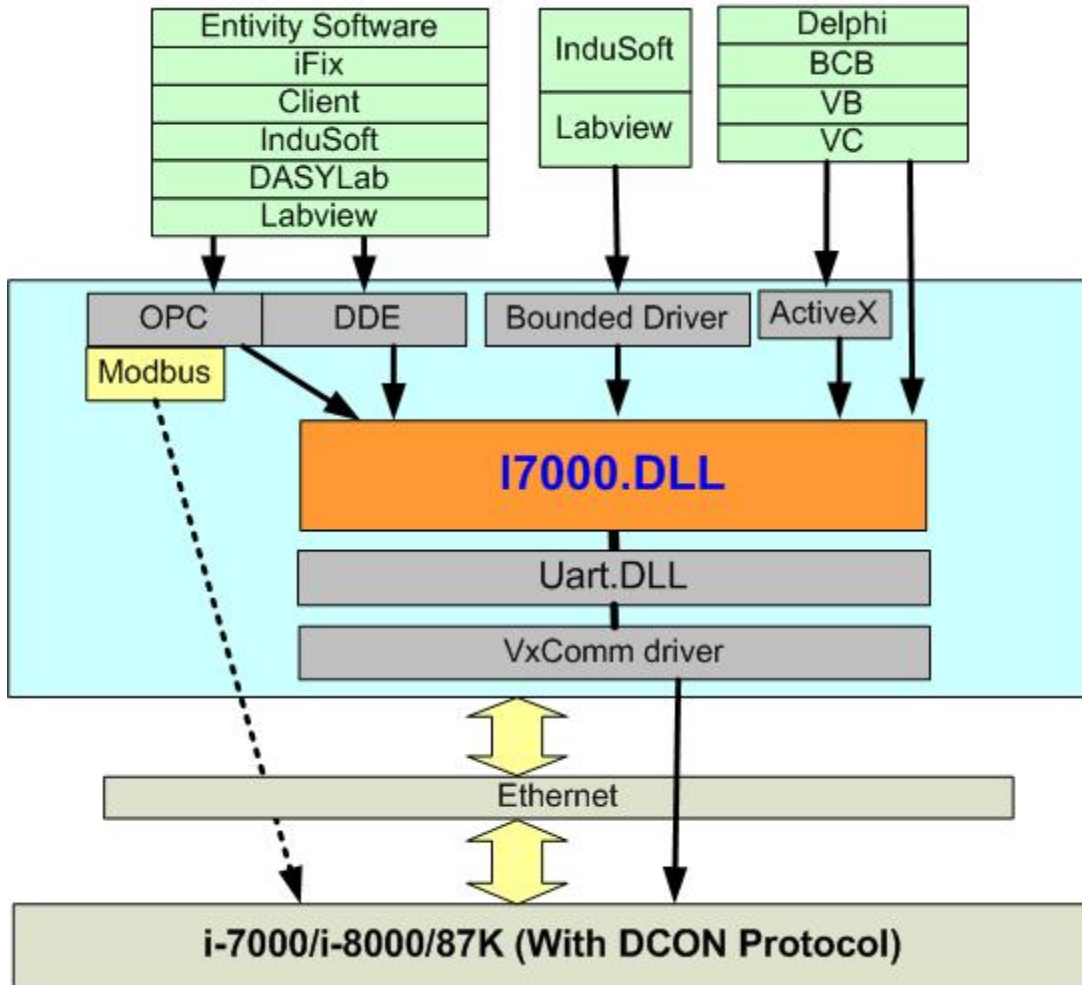 Entivity Software
iFix
Client
InduSoft
DASYLab
Labview
InduSoft
Labview
Delphi
BCB
VB
VC
OPC
DDE
Bounded Driver
ActiveX
Modbus
I7000.DLL
Uart.DLL
VxComm driver
Ethernet
i-7000/i-8000/87K (With DCON Protocol)